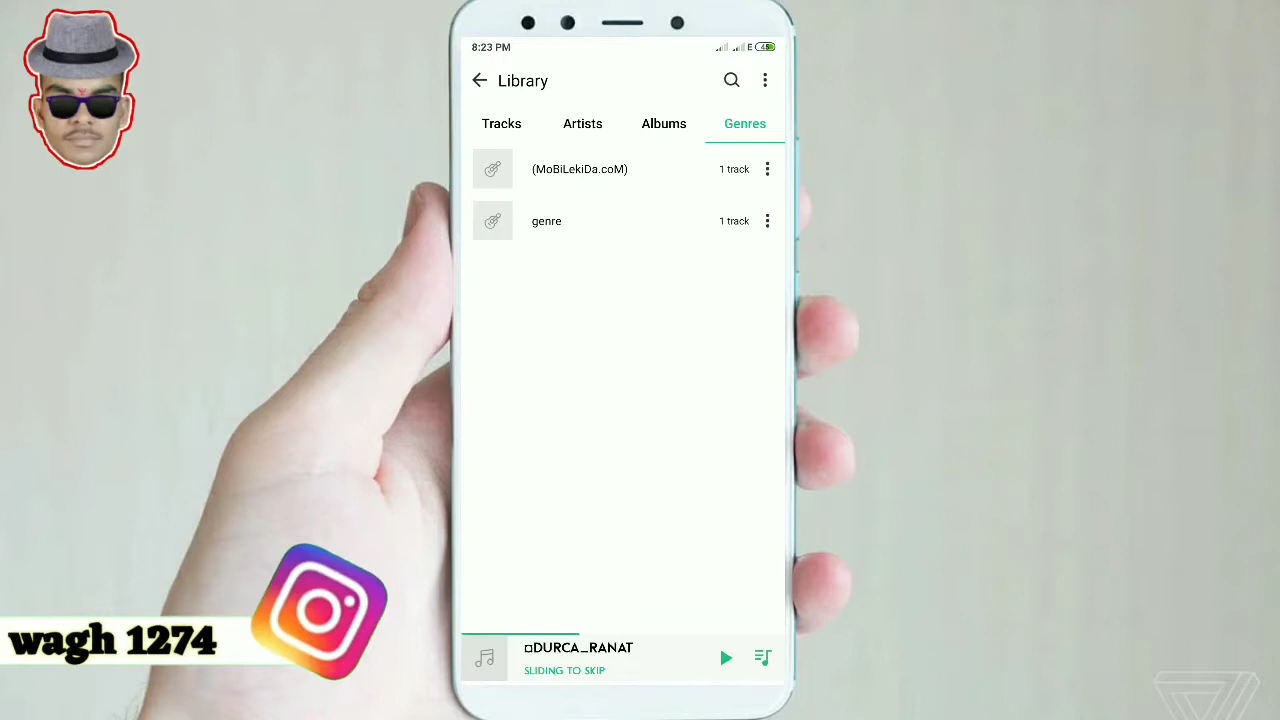 8:23 PM
E 45
Library
Tracks Artists Albums Genres
(MoBiLekiDa.coM) 1 track
genre 1 track
DURCA_RANAT
SLIDING TO SKIP
wagh 1274